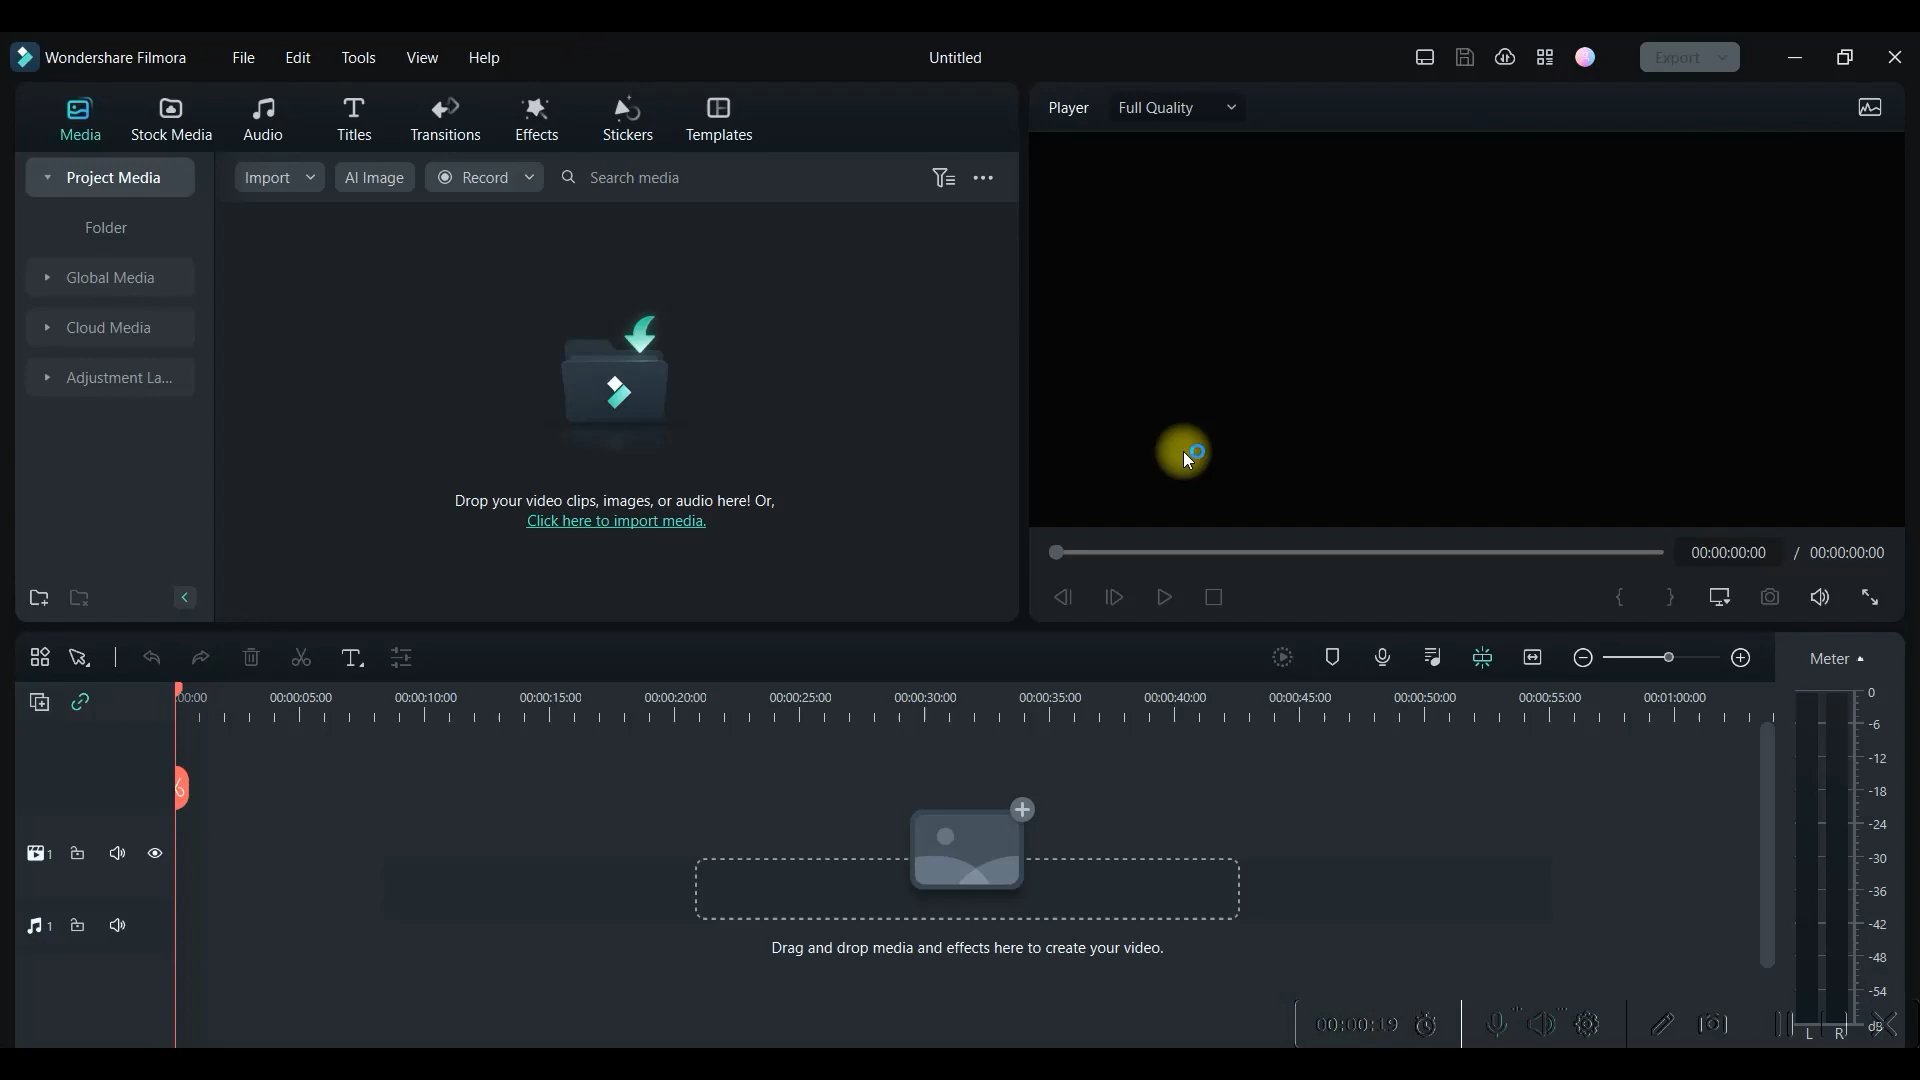 Wondershare Filmora File Edit Tools View Help Untitled Export
Media Stock Media Audio Titles Transitions Effects Stickers Templates
Player Full Quality
Project Media
Import AI Image Record Search media
Folder
Global Media
Cloud Media
Adjustment La...
Drop your video clips, images, or audio here! Or,
Click here to import media.
00:00:00:00 / 00:00:00:00
Meter
:00:00 00:00:05:00 00:00:10:00 00:00:15:00 00:00:20:00 00:00:25:00 00:00:30:00 00:00:35:00 00:00:40:00 00:00:45:00 00:00:50:00 00:00:55:00 00:01:00:00
0
-6
-12
-18
-24
-30
-36
-42
-48
-54
dB
L R
1
1
Drag and drop media and effects here to create your video.
00:00:19